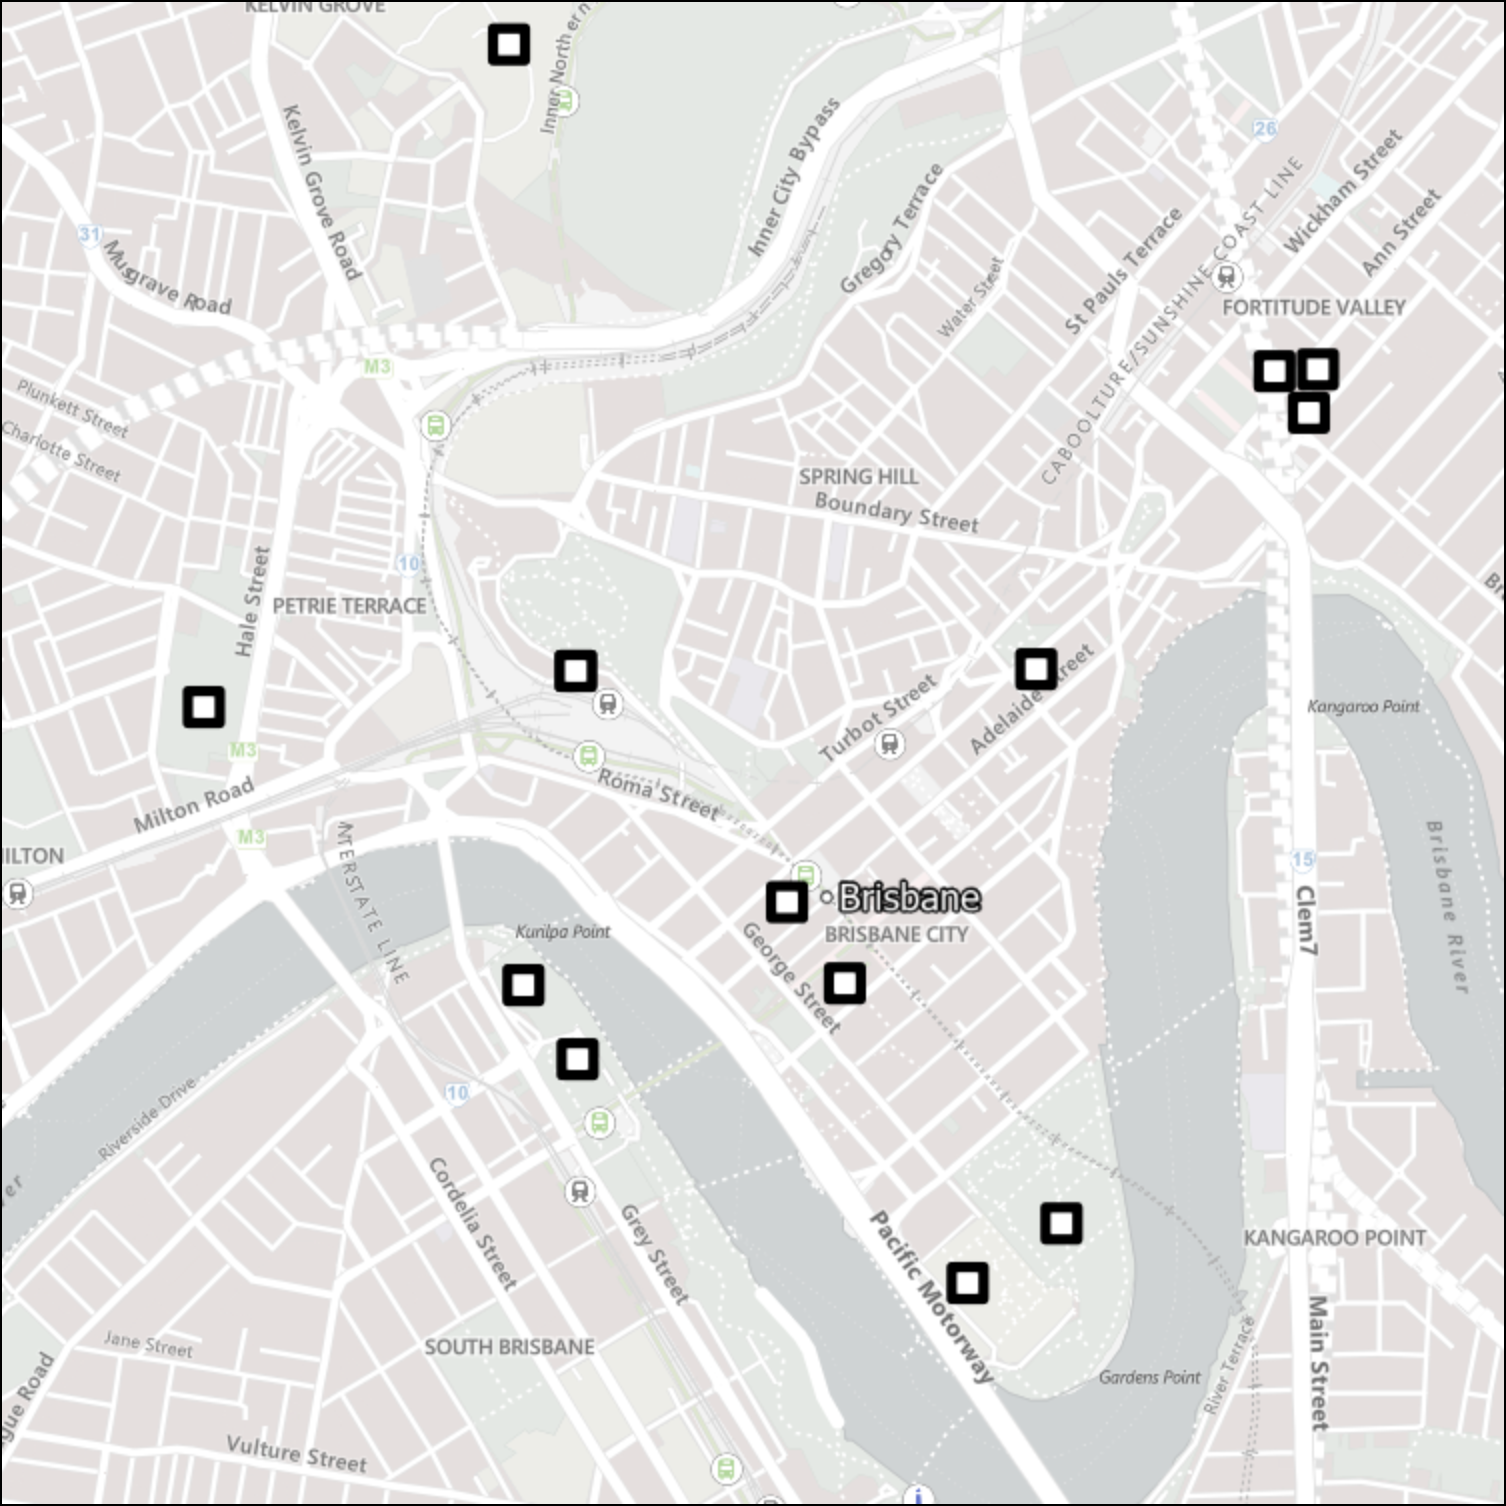 KELVIN GROVE
Inner Northern
Kelvin Grove Road
Inner City Bypass
26
Wickham Street
Ann Street
31
Musgrave Road
Gregory Terrace
Water Street
St Pauls Terrace
CABOOLTURE/SUNSHINE COAST LINE
FORTITUDE VALLEY
M3
Plunkett Street
Charlotte Street
SPRING HILL
Boundary Street
Hale Street
10
PETRIE TERRACE
Turbot Street
Adelaide Street
Kangaroo Point
M3
Milton Road
Roma Street
M3
ILTON
INTERSTATE LINE
15
Clem7
Brisbane River
Brisbane
BRISBANE CITY
Kurilpa Point
George Street
Riverside Drive
10
Cordelia Street
Grey Street
Pacific Motorway
KANGAROO POINT
Jane Street
SOUTH BRISBANE
Gardens Point
River Terrace
Main Street
gue Road
Vulture Street